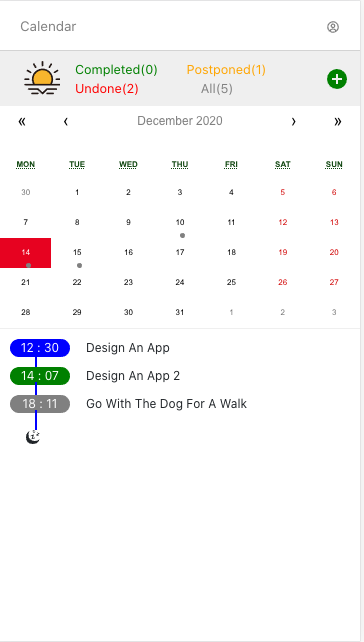 Calendar
Completed(0) Postponed(1)
Undone(2) All(5)
« ‹ December 2020 › »
MON TUE WED THU FRI SAT SUN
30 1 2 3 4 5 6
7 8 9 10 11 12 13
14 15 16 17 18 19 20
21 22 23 24 25 26 27
28 29 30 31 1 2 3
12 : 30 Design An App
14 : 07 Design An App 2
18 : 11 Go With The Dog For A Walk